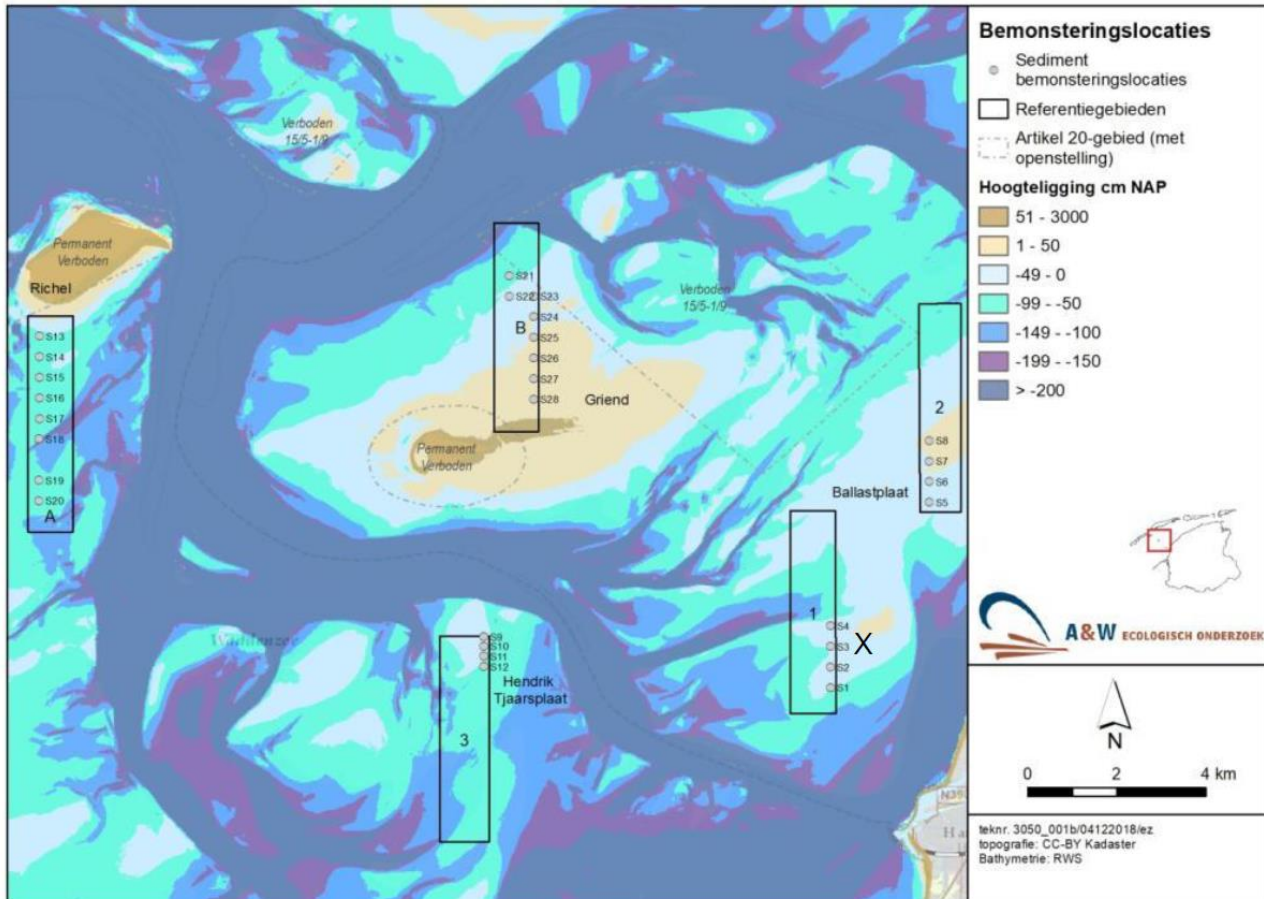 Verboden
15/5-1/9
Permanent
Verboden
Richel
S13
S14
S15
S16
S17
S18
S19
S20
A
S21
S22
S23
S24
B
S25
S26
S27
S28
Griend
Permanent
Verboden
Verboden
15/5-1/9
2
S8
S7
S6
S5
Ballastplaat
1
S4
S3
X
S2
S1
Waddenzee
S9
S10
S11
S12
Hendrik
Tjaarsplaat
3
N39
Ha
Bemonsteringslocaties
Sediment
bemonsteringslocaties
Referentiegebieden
Artikel 20-gebied (met
openstelling)
Hoogteligging cm NAP
51 - 3000
1 - 50
-49 - 0
-99 - -50
-149 - -100
-199 - -150
> -200
A&W ECOLOGISCH ONDERZOEK
N
0 2 4 km
teknr. 3050_001b/04122018/ez
topografie: CC-BY Kadaster
Bathymetrie: RWS